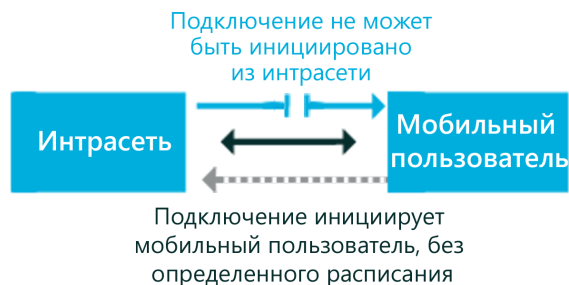 Подключение не может
быть инициировано
из интрасети
Интрасеть
Мобильный
пользователь
Подключение инициирует
мобильный пользователь, без
определенного расписания